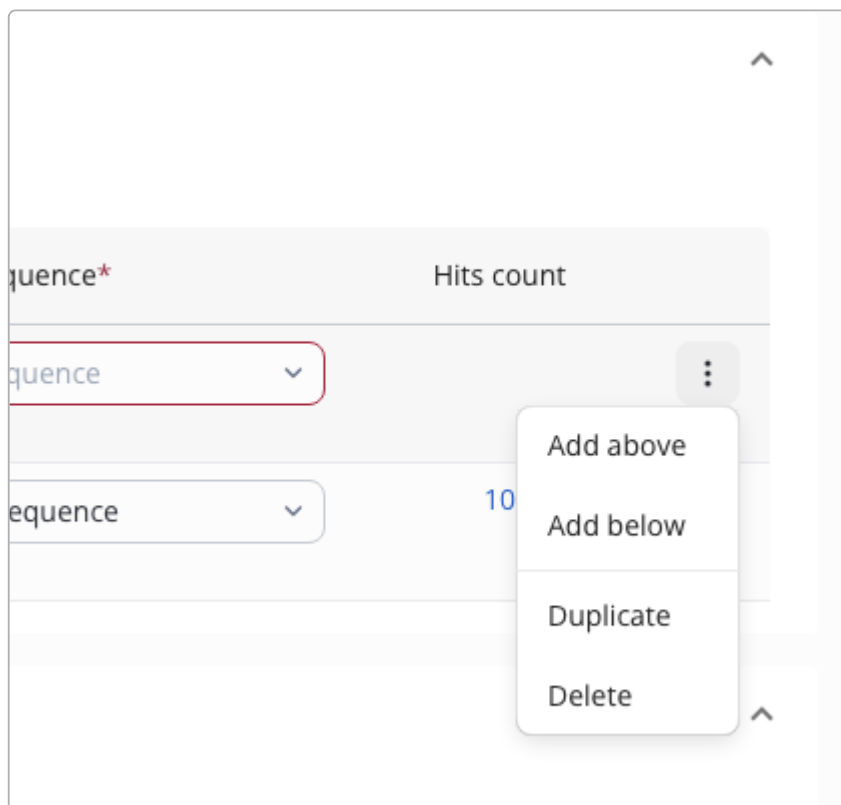 quence* Hits count
quence
Add above
equence 10
Add below
Duplicate
Delete